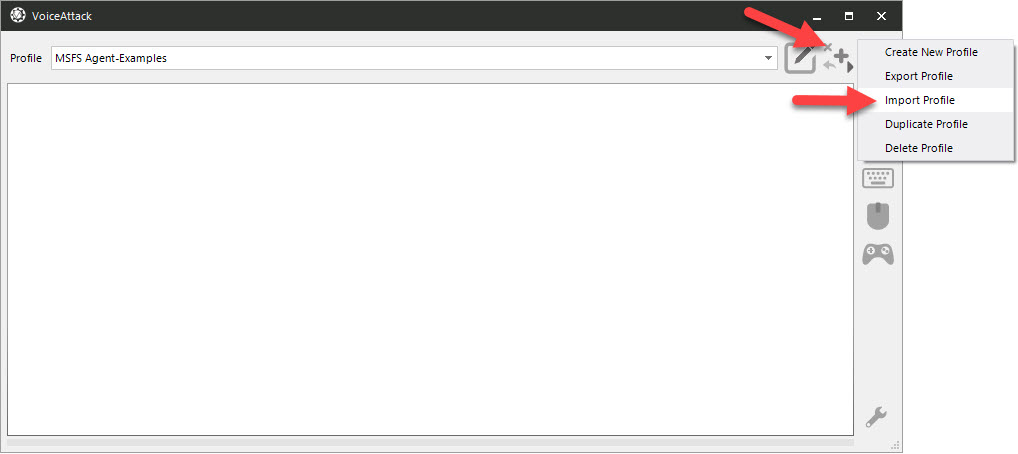 VoiceAttack
Profile
MSFS Agent-Examples
Create New Profile
Export Profile
Import Profile
Duplicate Profile
Delete Profile